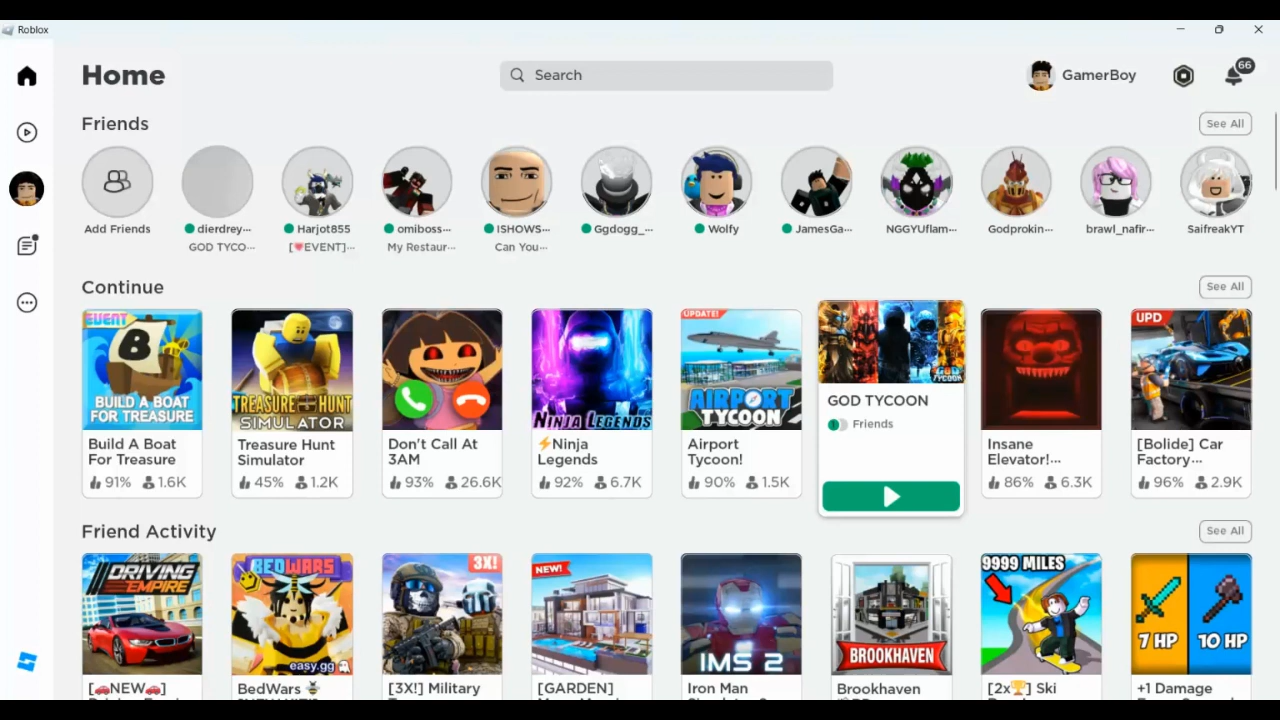 Roblox
Home
Search
GamerBoy
66
Friends
See All
Add Friends
dierdrey...
GOD TYCO...
Harjot855
[💗EVENT]...
omiboss...
My Restaur...
ISHOWS...
Can You...
Ggdogg_...
Wolfy
JamesGa...
NGGYUflam...
Godprokin...
brawl_nafir...
SaifreakYT
Continue
See All
EVENT
B
BUILD A BOAT
FOR TREASURE
Build A Boat
For Treasure
91% 1.6K
TREASURE HUNT
SIMULATOR
Treasure Hunt
Simulator
45% 1.2K
Don't Call At
3AM
93% 26.6K
NINJA LEGENDS
⚡Ninja
Legends
92% 6.7K
UPDATE!
AIRPORT
TYCOON
Airport
Tycoon!
90% 1.5K
GOD
TYCOON
GOD TYCOON
1 Friends
Insane
Elevator!...
86% 6.3K
UPD
[Bolide] Car
Factory...
96% 2.9K
Friend Activity
See All
DRIVING
EMPIRE
[🚗NEW🚗]
BEDWARS
easy.gg
BedWars 🐝
3X!
[3X!] Military
NEW!
[GARDEN]
IMS 2
Iron Man
BROOKHAVEN
Brookhaven
9999 MILES
[2x🏆] Ski
7 HP
10 HP
+1 Damage